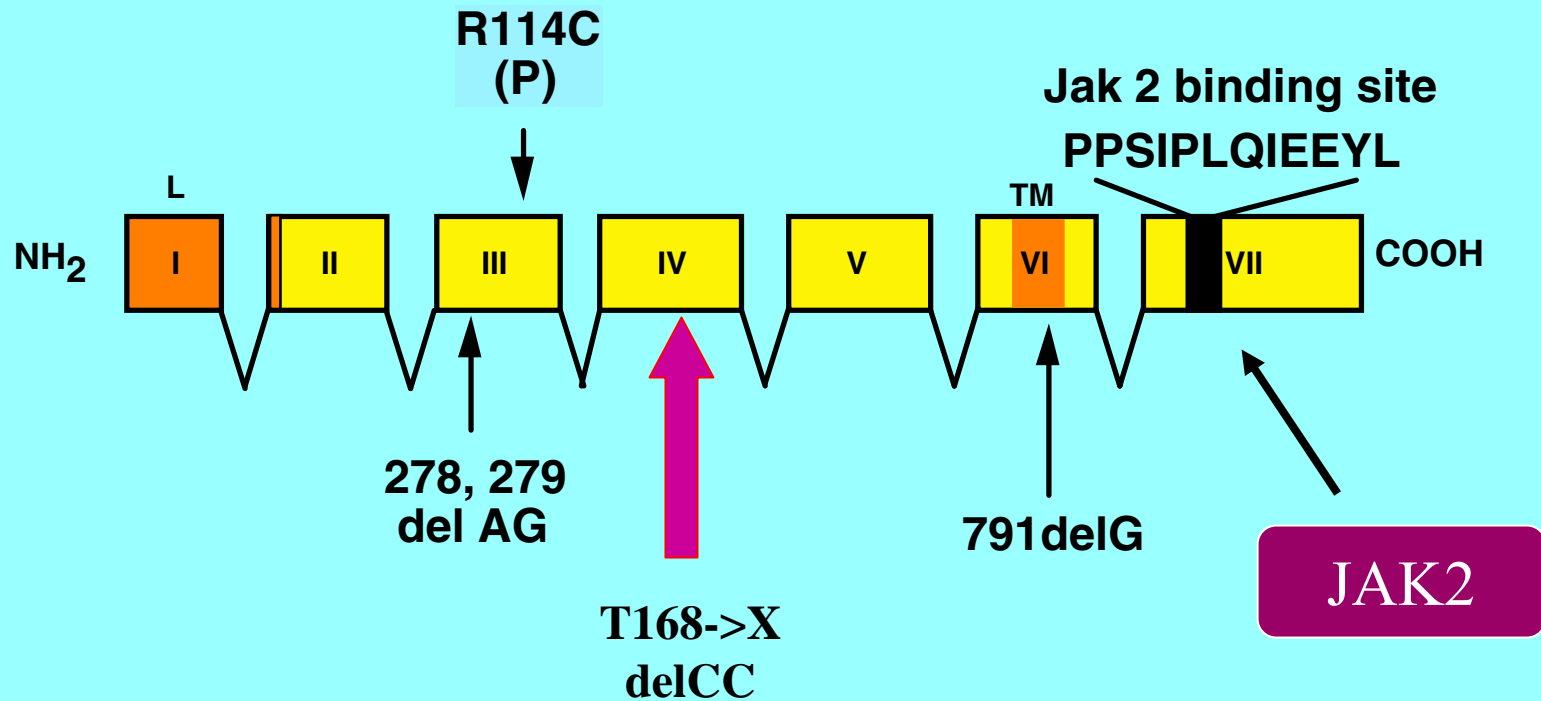 R114C
(P)
Jak 2 binding site
PPSIPLQIEEYL
L
TM
NH2
I
II
III
IV
V
VI
VII
COOH
278, 279
del AG
791delG
JAK2
T168->X
delCC